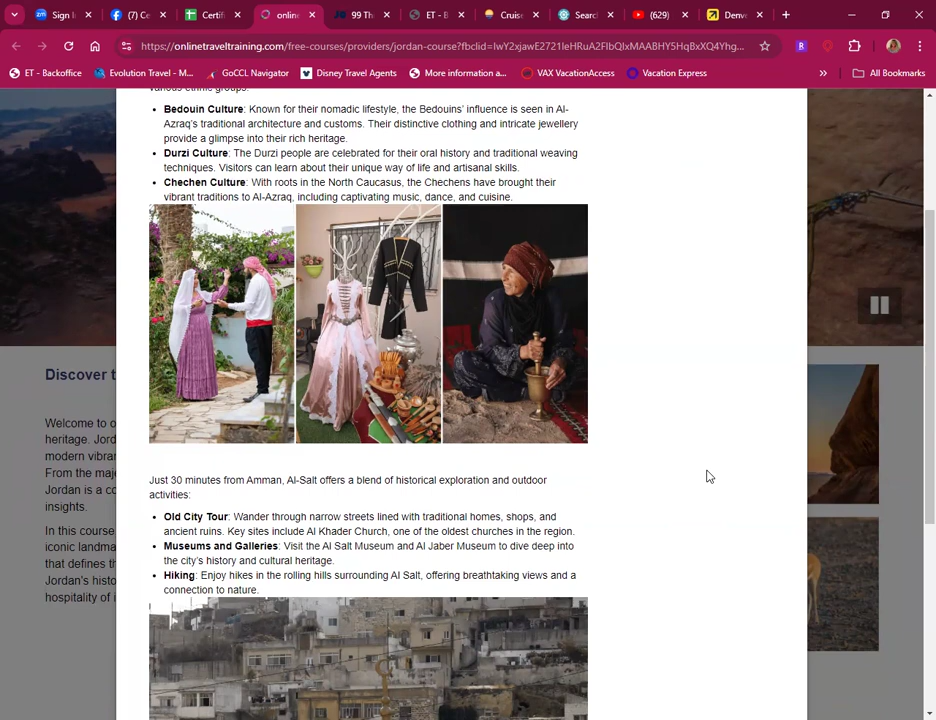 Sign I
(7) Ce
Certif
online
99 Th
ET - B
Cruise
Searc
(629)
Denve
https://onlinetraveltraining.com/free-courses/providers/jordan-course?fbclid=IwY2xjawE2721leHRuA2FlbQIxMAABHY5HqBxXQ4Yhg...
ET - Backoffice
Evolution Travel - M...
GoCCL Navigator
Disney Travel Agents
More information a...
VAX VacationAccess
Vacation Express
»
All Bookmarks
various ethnic groups.
• Bedouin Culture: Known for their nomadic lifestyle, the Bedouins' influence is seen in Al-
Azraq's traditional architecture and customs. Their distinctive clothing and intricate jewellery
provide a glimpse into their rich heritage.
• Durzi Culture: The Durzi people are celebrated for their oral history and traditional weaving
techniques. Visitors can learn about their unique way of life and artisanal skills.
• Chechen Culture: With roots in the North Caucasus, the Chechens have brought their
vibrant traditions to Al-Azraq, including captivating music, dance, and cuisine.
Just 30 minutes from Amman, Al-Salt offers a blend of historical exploration and outdoor
activities:
• Old City Tour: Wander through narrow streets lined with traditional homes, shops, and
ancient ruins. Key sites include Al Khader Church, one of the oldest churches in the region.
• Museums and Galleries: Visit the Al Salt Museum and Al Jaber Museum to dive deep into
the city's history and cultural heritage.
• Hiking: Enjoy hikes in the rolling hills surrounding Al Salt, offering breathtaking views and a
connection to nature.
Discover t
Welcome to o
heritage. Jord
modern vibran
From the maje
Jordan is a co
insights.
In this course
iconic landma
that defines th
Jordan's histo
hospitality of i